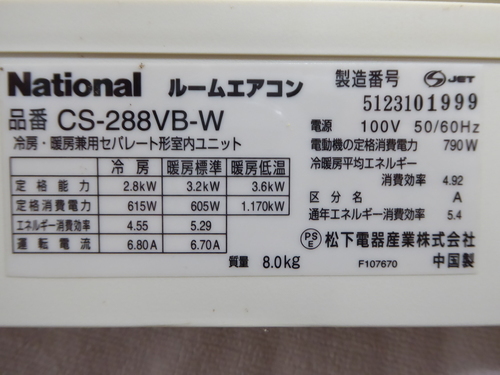 National ルームエアコン
製造番号 S JET
5123101999
品番 CS-288VB-W
冷房・暖房兼用セパレート形室内ユニット
電源 100V 50/60Hz
電動機の定格消費電力 790W
冷暖房平均エネルギー
消費効率 4.92
区分名 A
通年エネルギー消費効率 5.4
冷房 暖房標準 暖房低温
定格能力 2.8kW 3.2kW 3.6kW
定格消費電力 615W 605W 1.170kW
エネルギー消費効率 4.55 5.29
運転電流 6.80A 6.70A
質量 8.0kg
PSE 松下電器産業株式会社
F107670 中国製